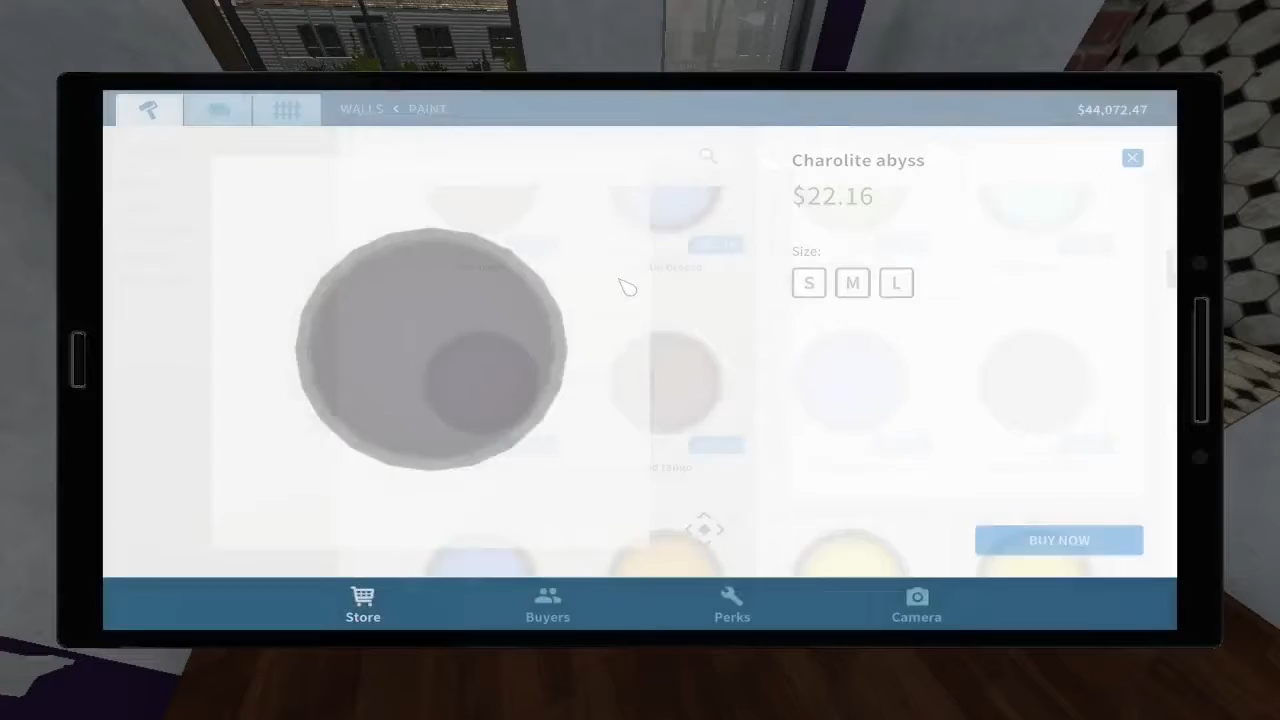 WALLS < PAINT
$44,072.47
Charolite abyss
$22.16
Size:
S M L
BUY NOW
Store
Buyers
Perks
Camera